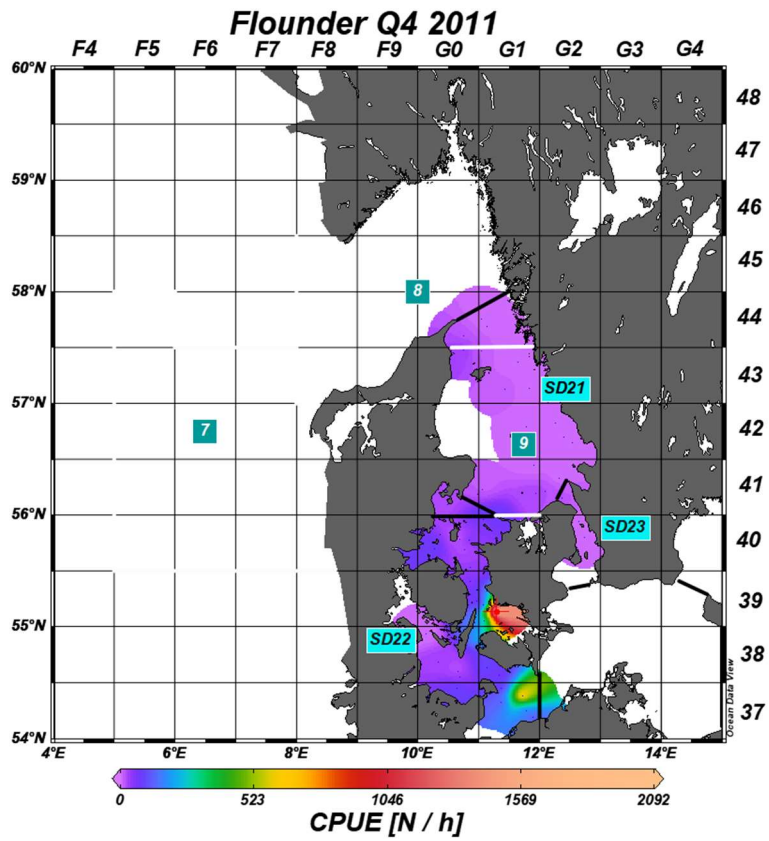 Flounder Q4 2011
F4 F5 F6 F7 F8 F9 G0 G1 G2 G3 G4
60°N
48
47
59°N
46
45
8
58°N
44
43
SD21
57°N
7
9
42
41
56°N
SD23
40
39
55°N
SD22
38
37
Ocean Data View
54°N
4°E 6°E 8°E 10°E 12°E 14°E
0 523 1046 1569 2092
CPUE [N / h]